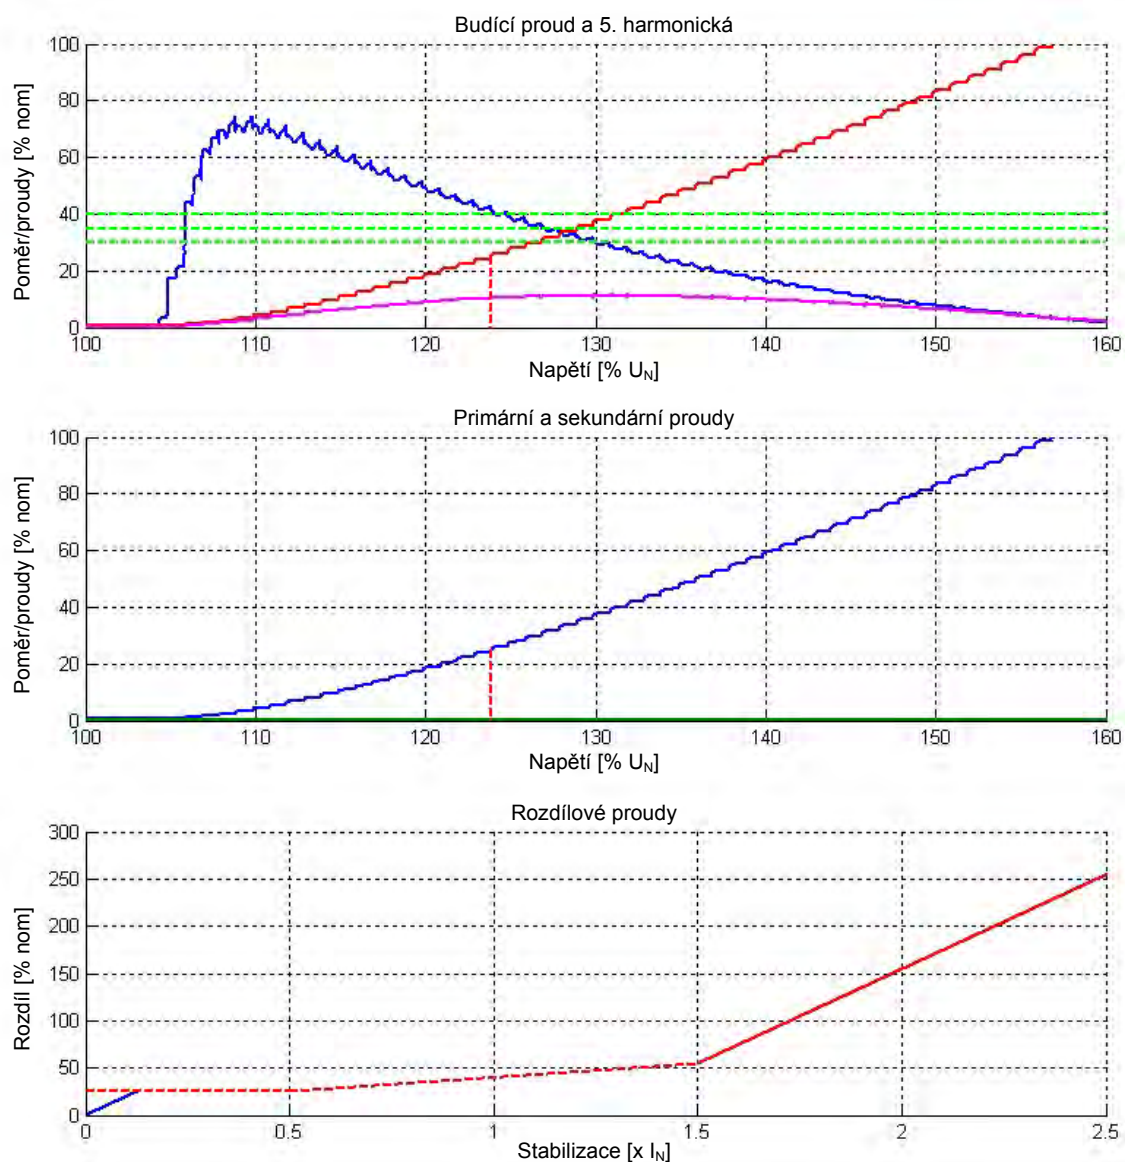 Budící proud a 5. harmonická
Poměr/proudy [% nom]
100
80
60
40
20
0
100 110 120 130 140 150 160
Napětí [% UN]
Primární a sekundární proudy
Poměr/proudy [% nom]
100
80
60
40
20
0
100 110 120 130 140 150 160
Napětí [% UN]
Rozdílové proudy
Rozdíl [% nom]
300
250
200
150
100
50
0
0 0.5 1 1.5 2 2.5
Stabilizace [x IN]